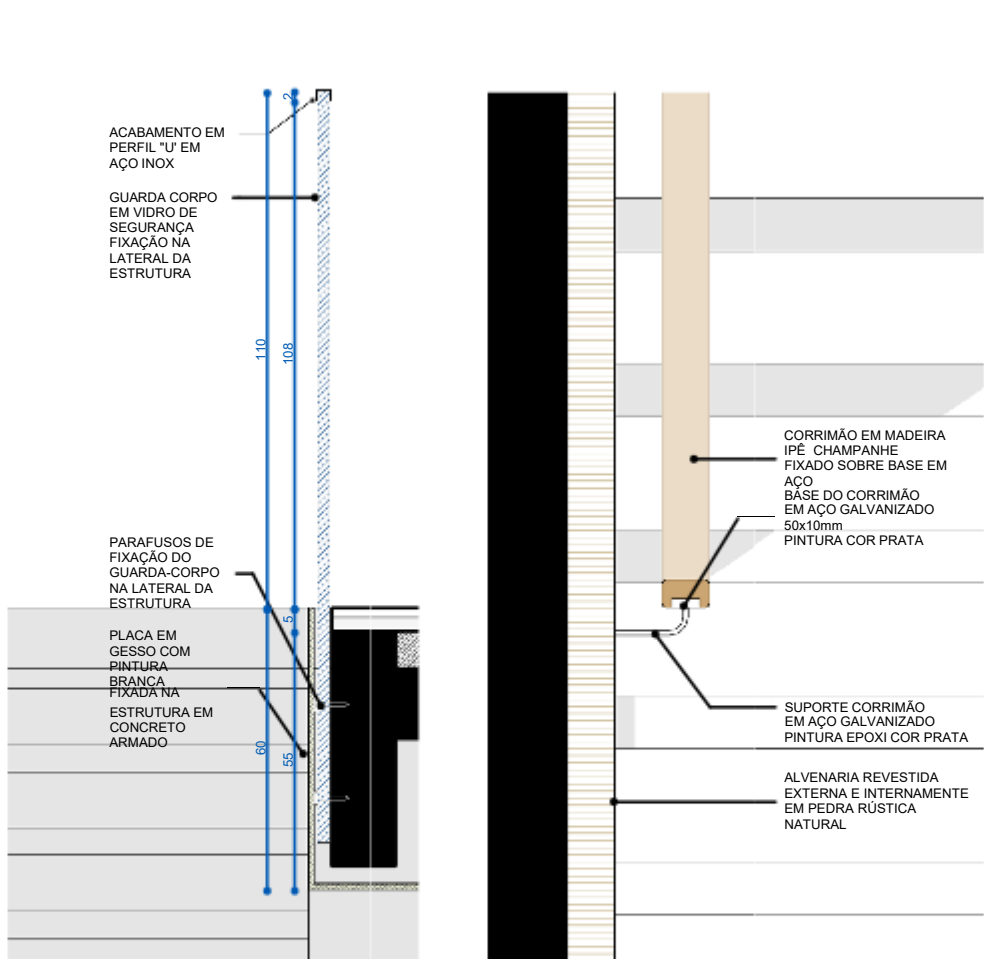 2
ACABAMENTO EM
PERFIL "U' EM
AÇO INOX
GUARDA CORPO
EM VIDRO DE
SEGURANÇA
FIXAÇÃO NA
LATERAL DA
ESTRUTURA
110
108
PARAFUSOS DE
FIXAÇÃO DO
GUARDA-CORPO
NA LATERAL DA
ESTRUTURA
5
PLACA EM
GESSO COM
PINTURA
BRANCA
FIXADA NA
ESTRUTURA EM
CONCRETO
ARMADO
60
55
CORRIMÃO EM MADEIRA
IPÊ CHAMPANHE
FIXADO SOBRE BASE EM
AÇO
BASE DO CORRIMÃO
EM AÇO GALVANIZADO
50x10mm
PINTURA COR PRATA
SUPORTE CORRIMÃO
EM AÇO GALVANIZADO
PINTURA EPOXI COR PRATA
ALVENARIA REVESTIDA
EXTERNA E INTERNAMENTE
EM PEDRA RÚSTICA
NATURAL